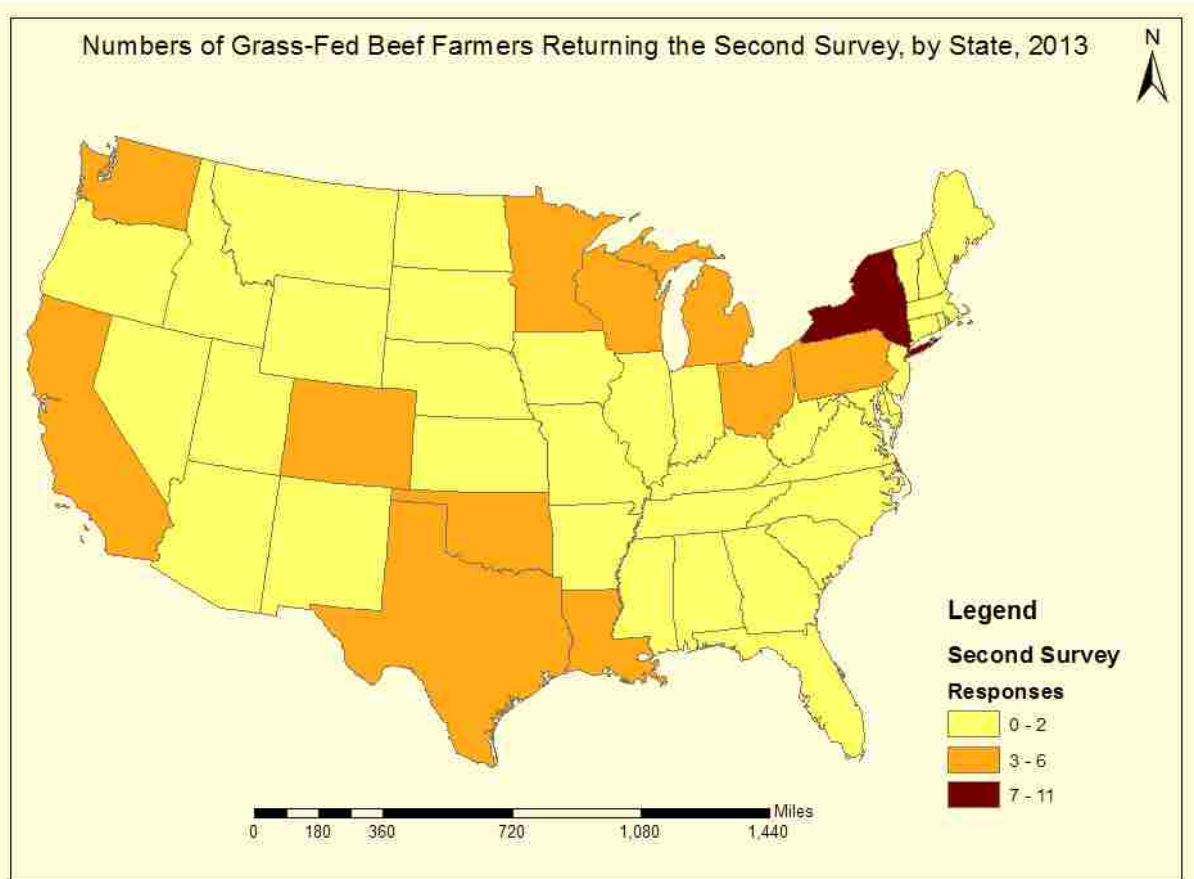 Numbers of Grass-Fed Beef Farmers Returning the Second Survey, by State, 2013
N
Legend
Second Survey
Responses
0 - 2
3 - 6
7 - 11
Miles
0 180 360 720 1,080 1,440